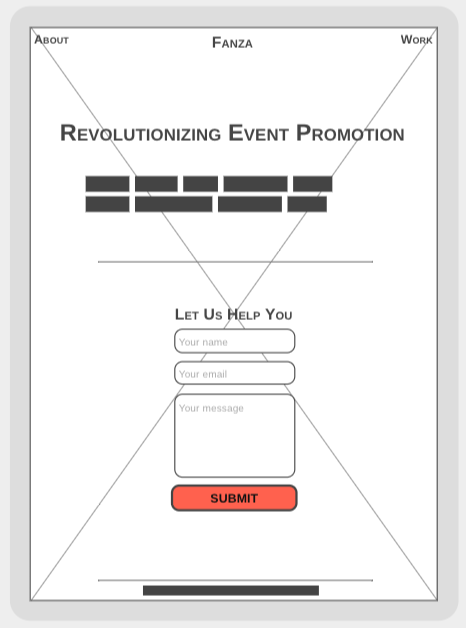 About Fanza Work
Revolutionizing Event Promotion
Let Us Help You
Your name
Your email
Your message
SUBMIT